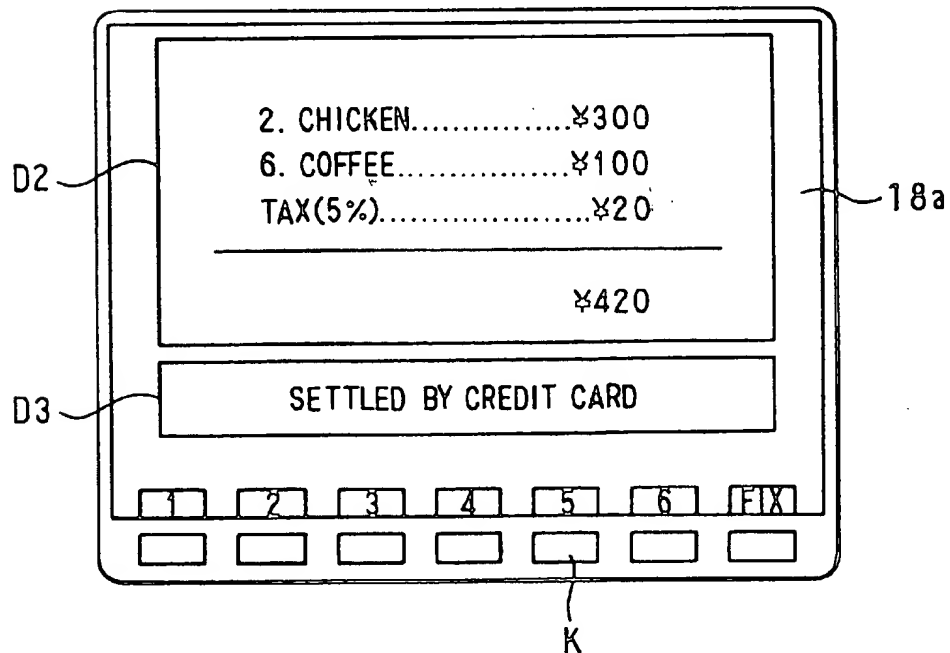 2. CHICKEN...............¥300
6. COFFEE...............¥100
TAX(5%)....................¥20
¥420
D2
18a
SETTLED BY CREDIT CARD
D3
1 2 3 4 5 6 FIX
K